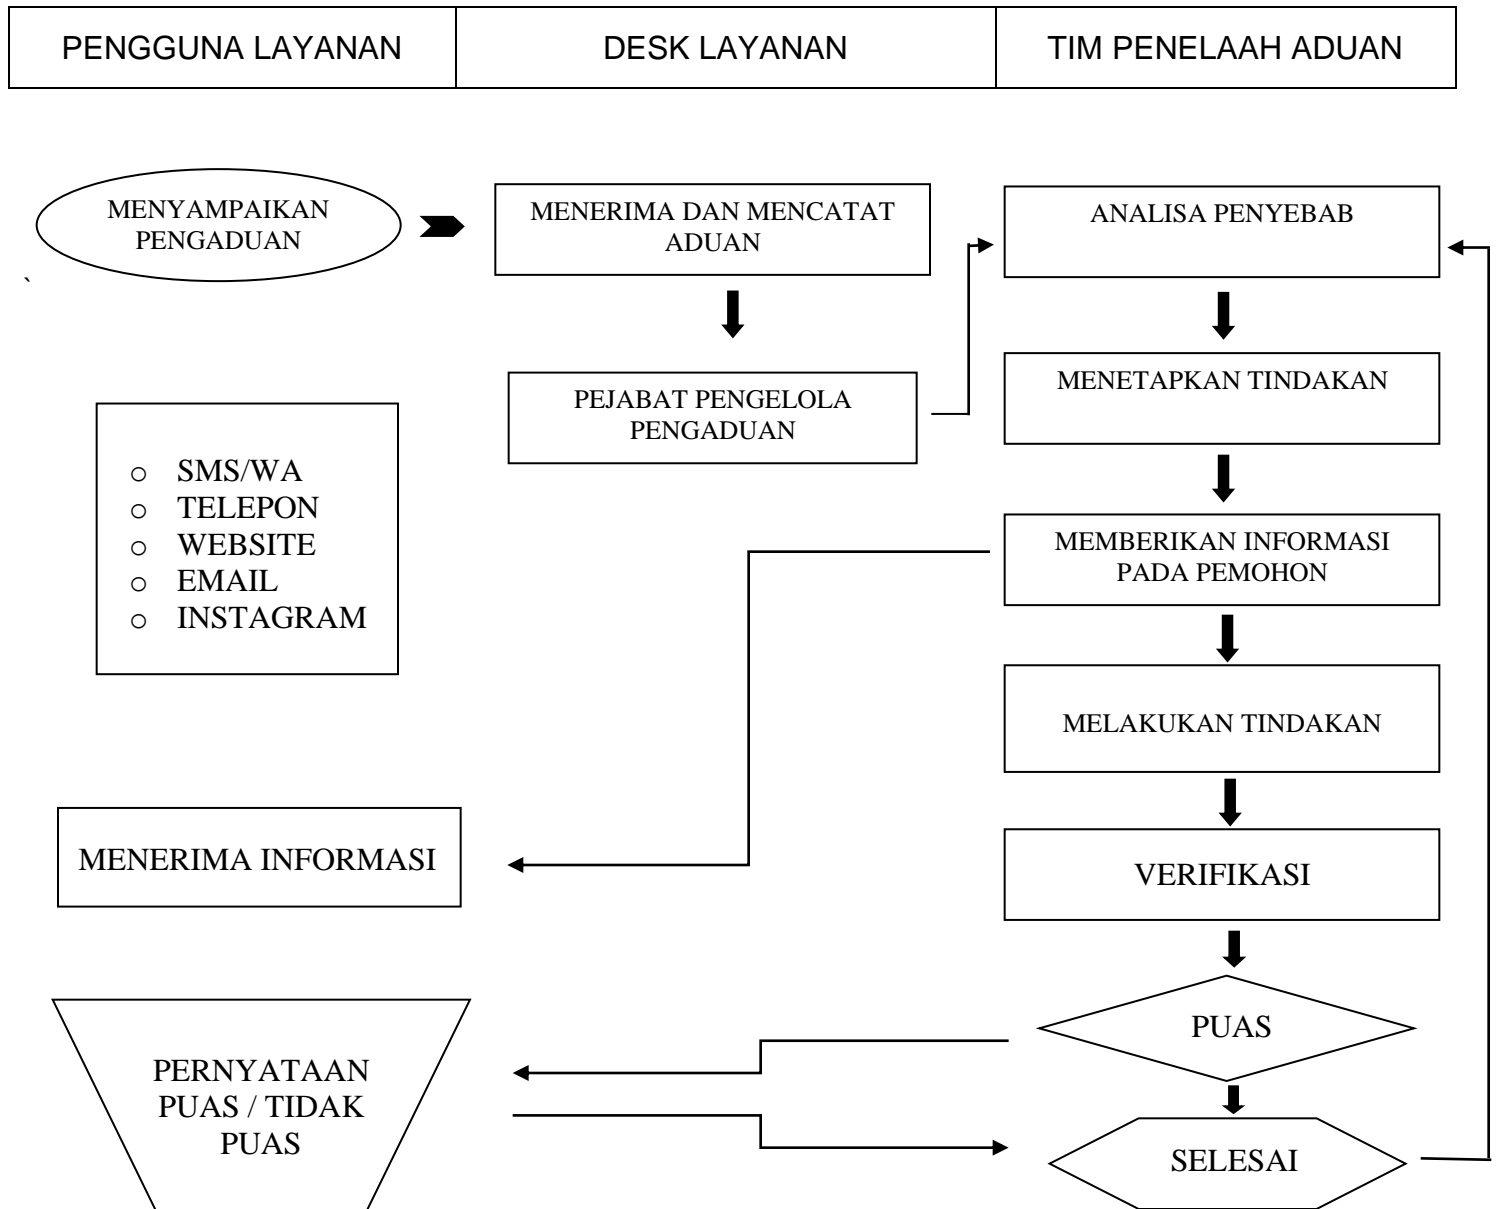 PENGGUNA LAYANAN
DESK LAYANAN
TIM PENELAAH ADUAN
MENYAMPAIKAN
PENGADUAN
`
MENERIMA DAN MENCATAT
ADUAN
ANALISA PENYEBAB
PEJABAT PENGELOLA
PENGADUAN
MENETAPKAN TINDAKAN
o SMS/WA
o TELEPON
o WEBSITE
o EMAIL
o INSTAGRAM
MEMBERIKAN INFORMASI
PADA PEMOHON
MELAKUKAN TINDAKAN
MENERIMA INFORMASI
VERIFIKASI
PUAS
PERNYATAAN
PUAS / TIDAK
PUAS
SELESAI